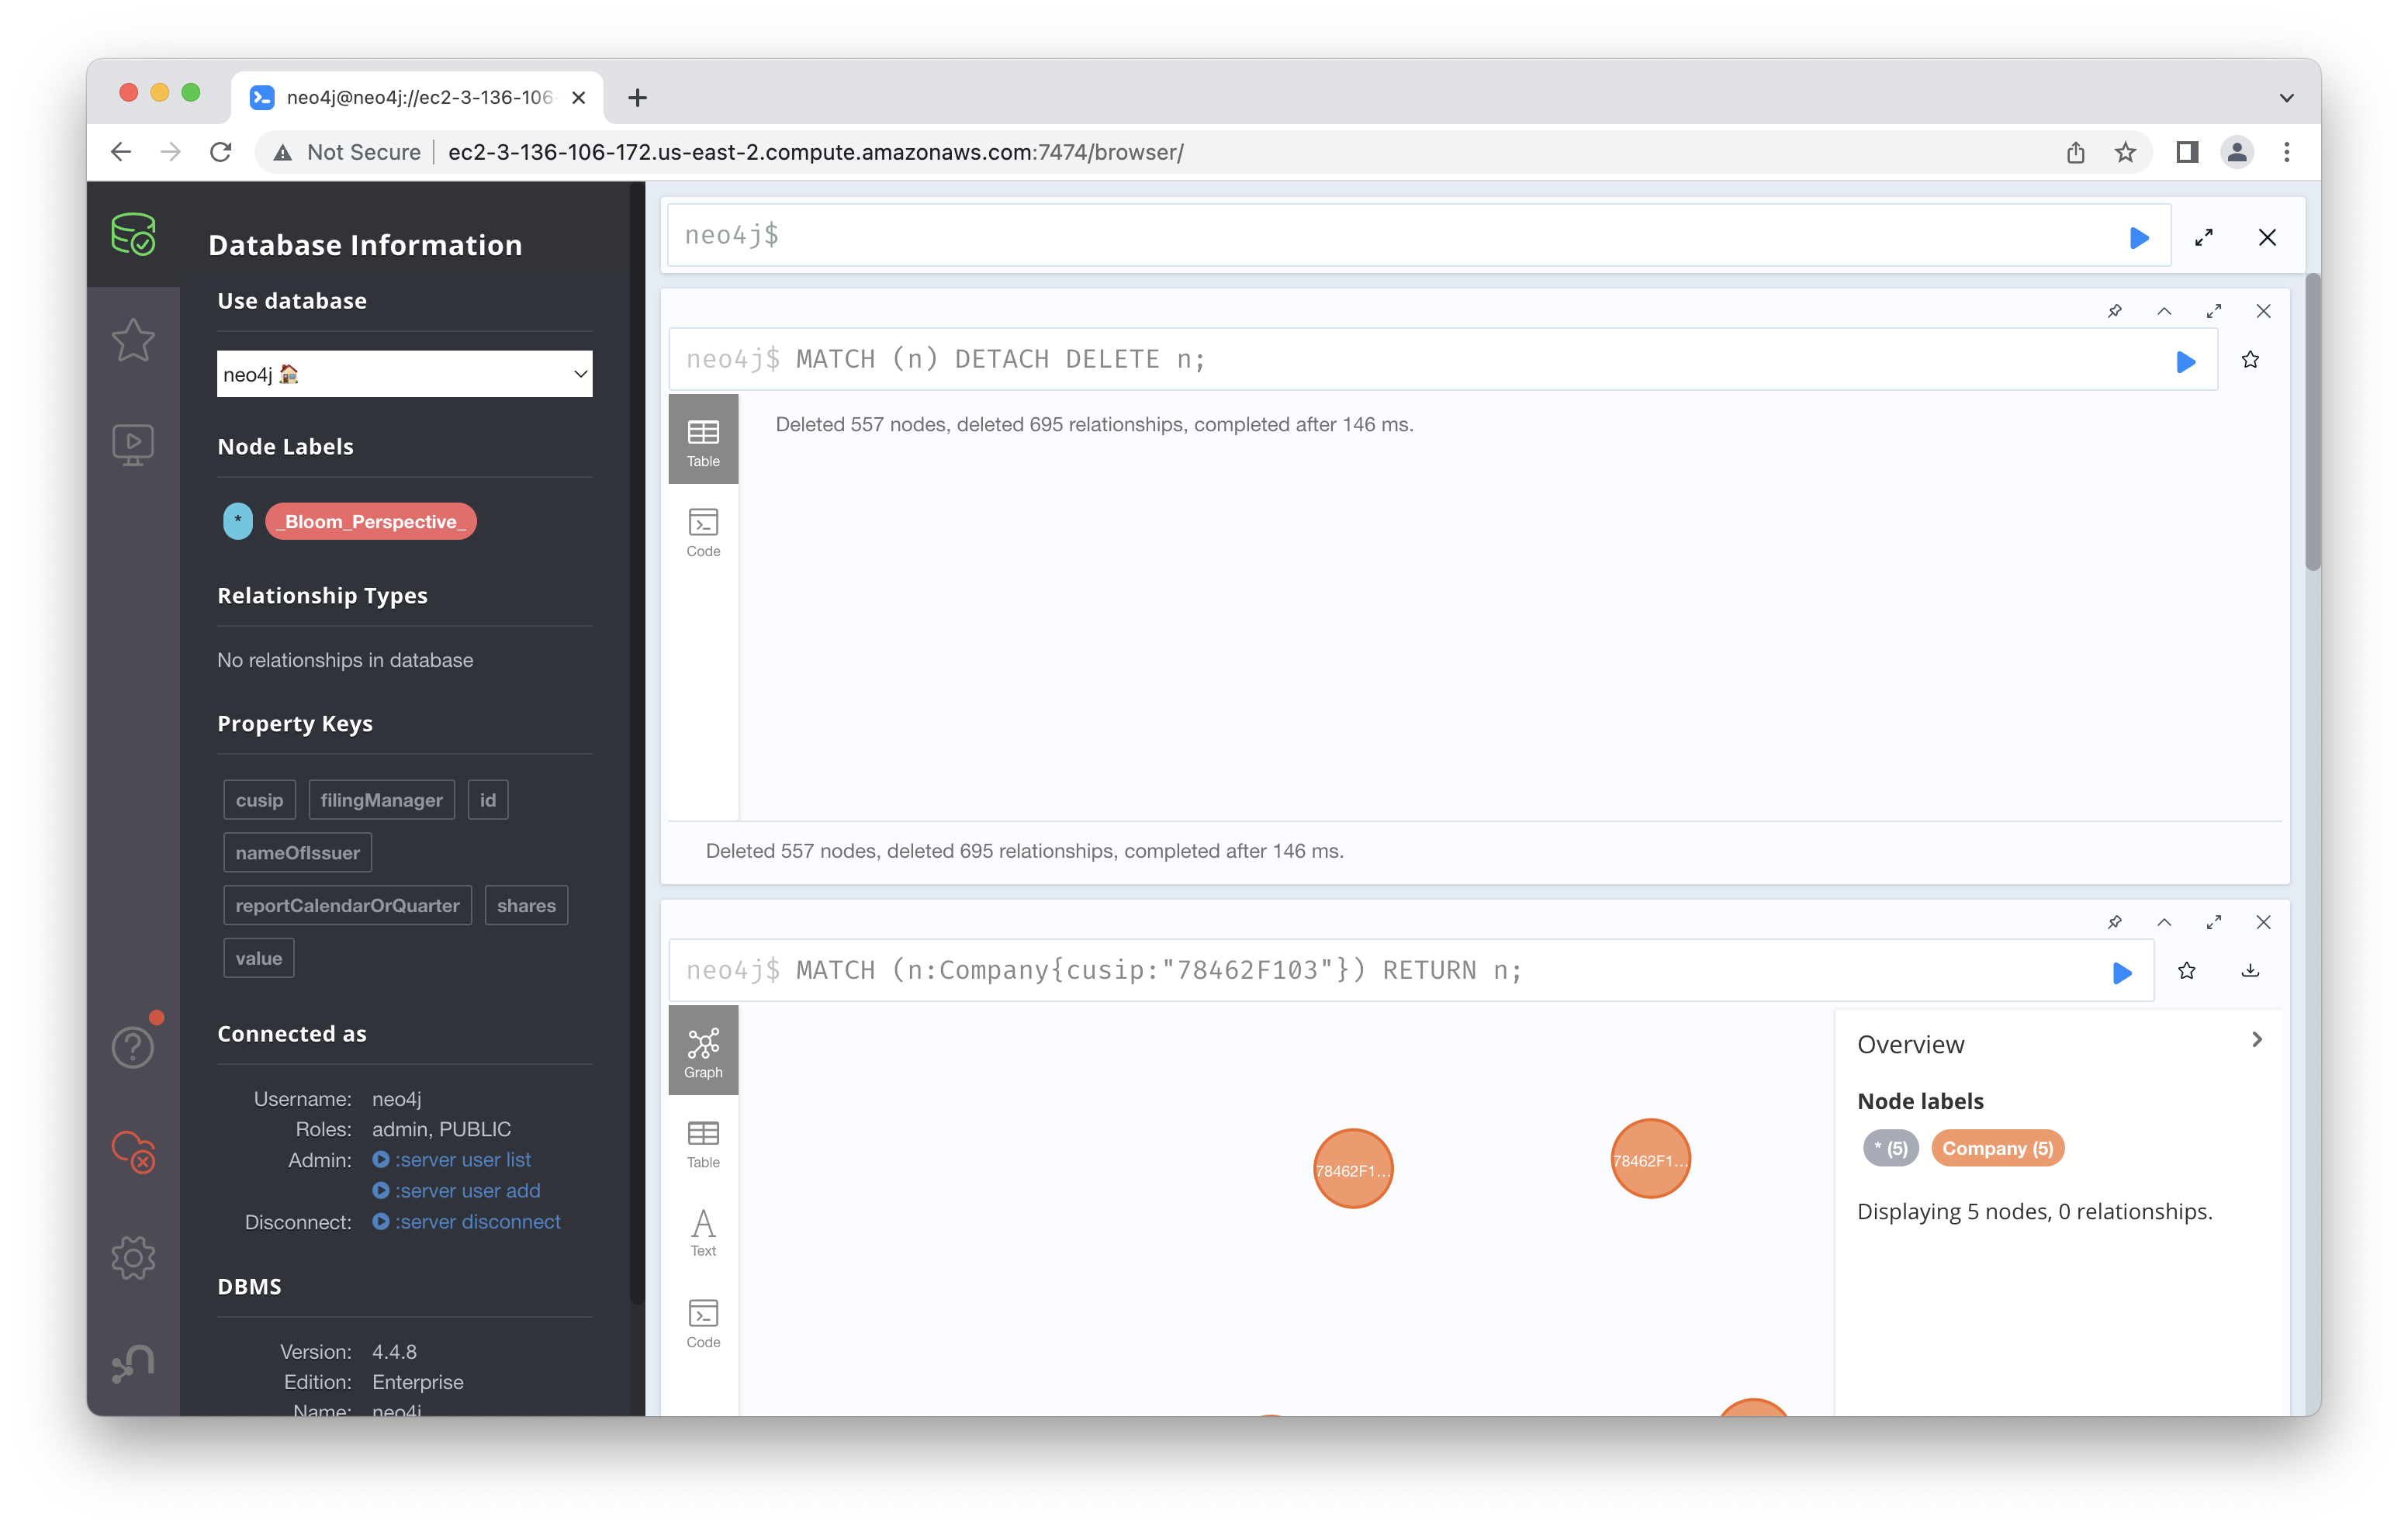 neo4j@neo4j://ec2-3-136-106
Not Secure
ec2-3-136-106-172.us-east-2.compute.amazonaws.com:7474/browser/
Database Information
Use database
neo4j
Node Labels
*
_Bloom_Perspective_
Relationship Types
No relationships in database
Property Keys
cusip
filingManager
id
nameOfIssuer
reportCalendarOrQuarter
shares
value
Connected as
Username: neo4j
Roles: admin, PUBLIC
Admin: :server user list
:server user add
Disconnect: :server disconnect
DBMS
Version: 4.4.8
Edition: Enterprise
Name: neo4j
neo4j$
neo4j$ MATCH (n) DETACH DELETE n;
Table
Code
Deleted 557 nodes, deleted 695 relationships, completed after 146 ms.
Deleted 557 nodes, deleted 695 relationships, completed after 146 ms.
neo4j$ MATCH (n:Company{cusip:"78462F103"}) RETURN n;
Graph
Table
Text
Code
78462F1...
78462F1...
Overview
Node labels
* (5)
Company (5)
Displaying 5 nodes, 0 relationships.